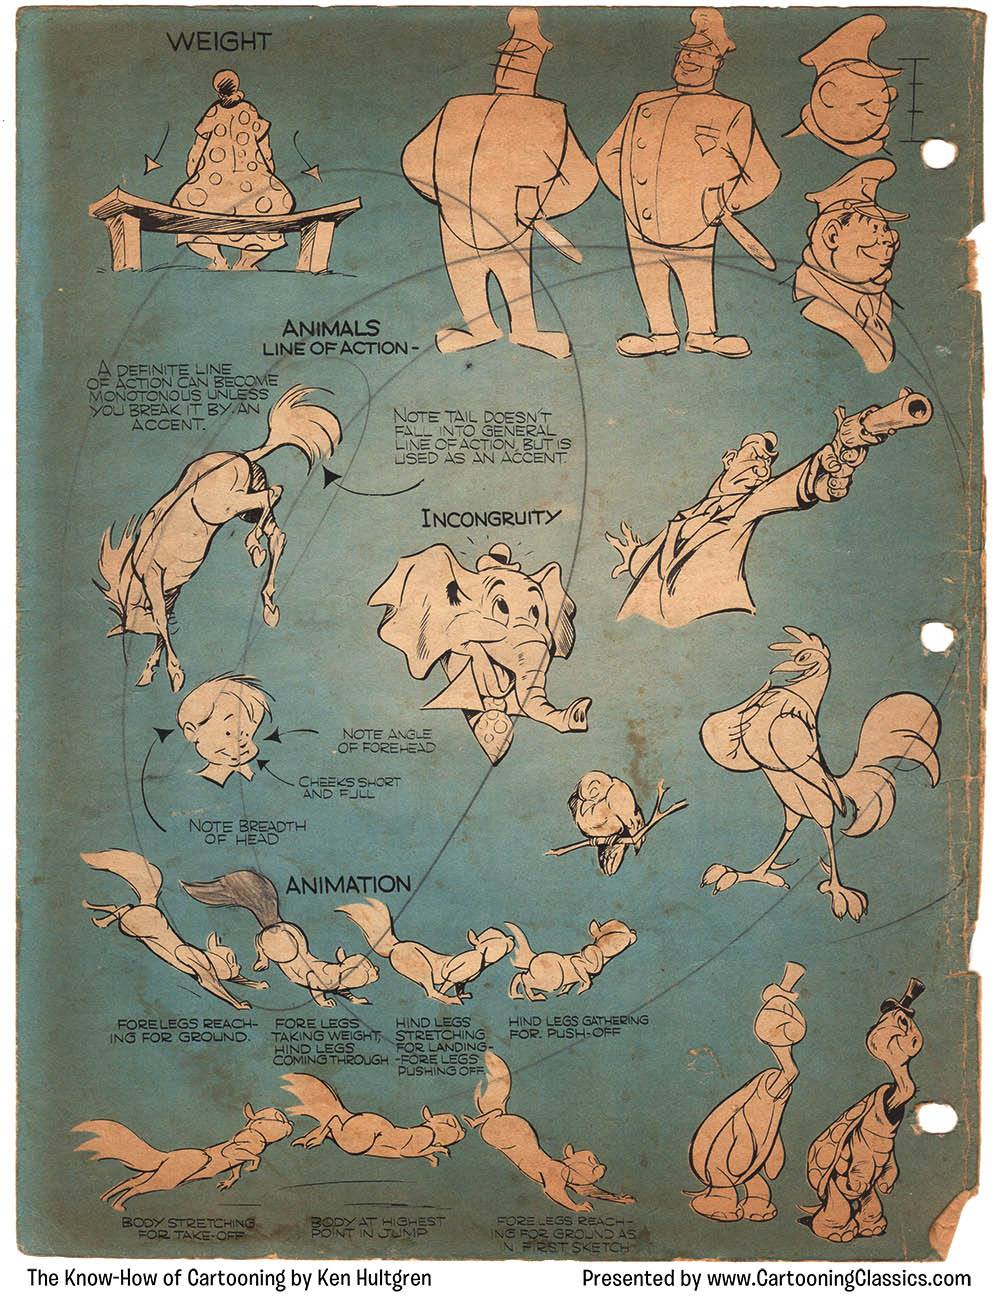 WEIGHT
ANIMALS
LINE OF ACTION -
A DEFINITE LINE
OF ACTION CAN BECOME
MONOTONOUS UNLESS
YOU BREAK IT BY AN
ACCENT.
NOTE TAIL DOESN'T
FALL INTO GENERAL
LINE OF ACTION, BUT IS
USED AS AN ACCENT.
INCONGRUITY
NOTE ANGLE
OF FOREHEAD
CHEEKS SHORT
AND FULL
NOTE BREADTH
OF HEAD
ANIMATION
FORE LEGS REACH-
ING FOR GROUND.
FORE LEGS
TAKING WEIGHT,
HIND LEGS
COMING THROUGH
HIND LEGS
STRETCHING
FOR LANDING-
-FORE LEGS
PUSHING OFF
HIND LEGS GATHERING
FOR PUSH-OFF
BODY STRETCHING
FOR TAKE-OFF
BODY AT HIGHEST
POINT IN JUMP
FORE LEGS REACH-
ING FOR GROUND AS
IN FIRST SKETCH
The Know-How of Cartooning by Ken Hultgren
Presented by www.CartooningClassics.com